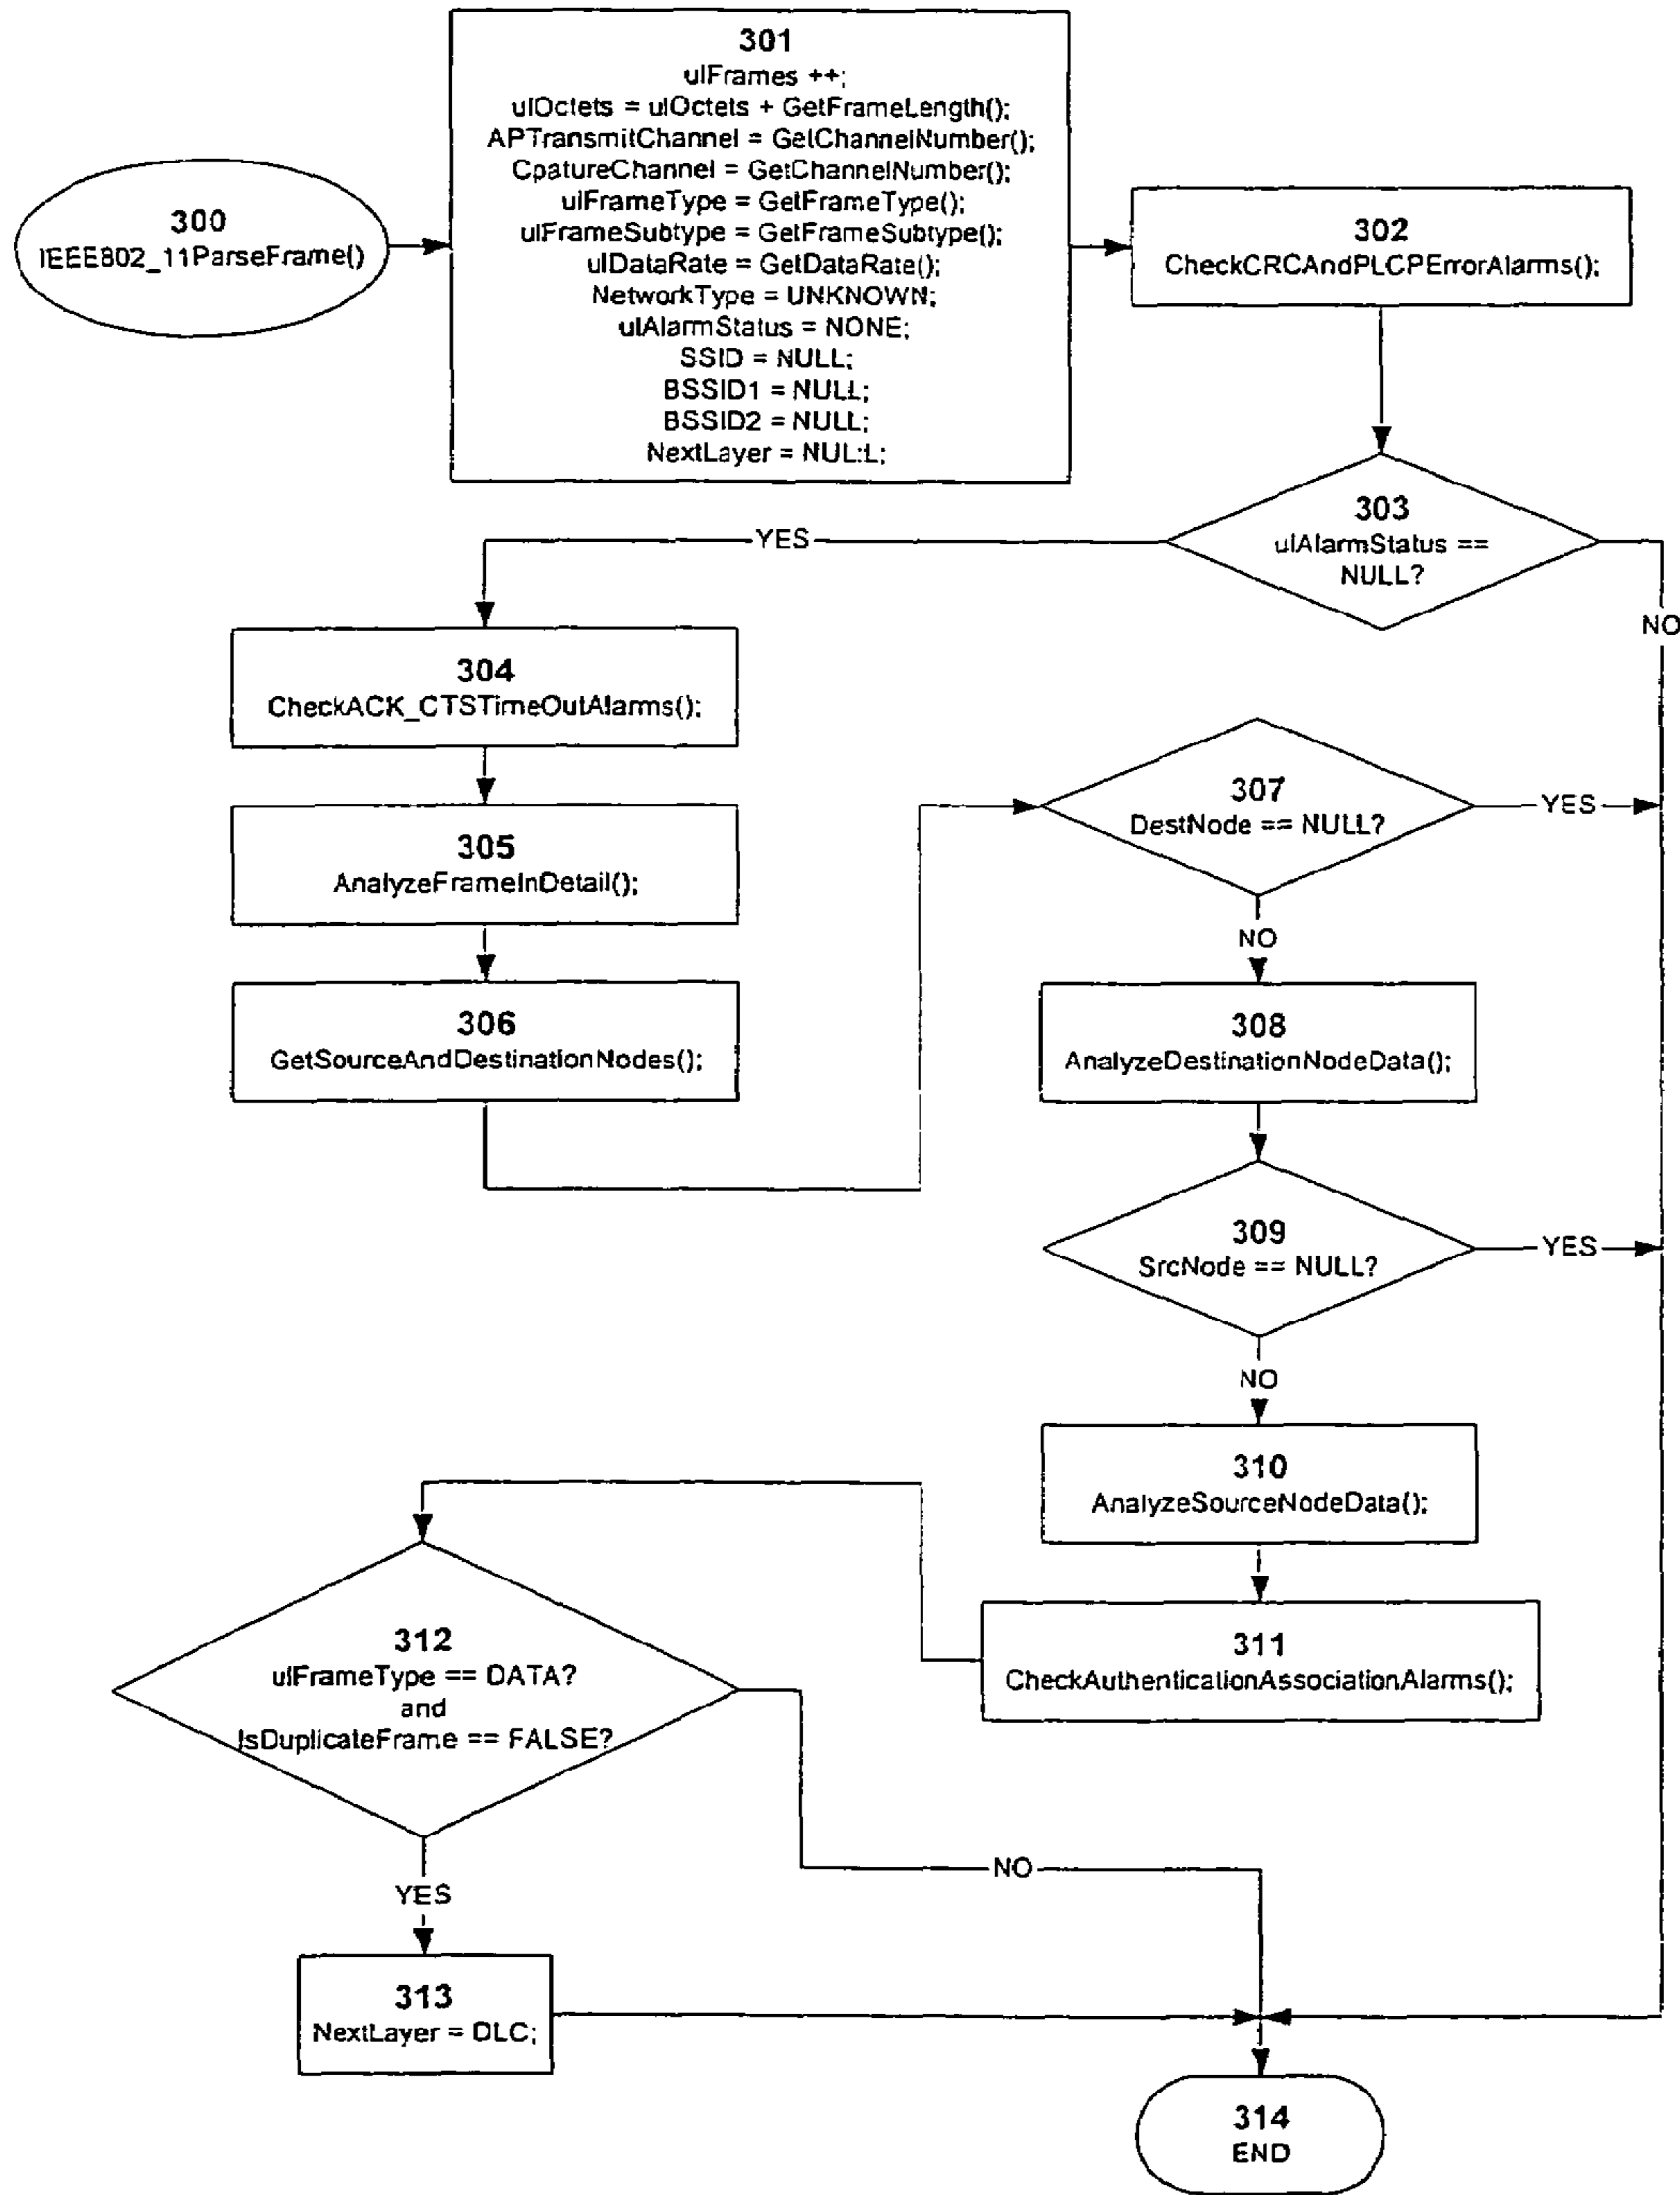 300
IEEE802_11ParseFrame()
301
ulFrames ++;
ulOctets = ulOctets + GetFrameLength();
APTransmitChannel = GetChannelNumber();
CpatureChannel = GetChannelNumber();
ulFrameType = GetFrameType();
ulFrameSubtype = GetFrameSubtype();
ulDataRate = GetDataRate();
NetworkType = UNKNOWN;
ulAlarmStatus = NONE;
SSID = NULL;
BSSID1 = NULL;
BSSID2 = NULL;
NextLayer = NUL:L;
302
CheckCRCAndPLCPErrorAlarms();
303
ulAlarmStatus ==
NULL?
YES
NO
304
CheckACK_CTSTimeOutAlarms();
305
AnalyzeFrameInDetail();
306
GetSourceAndDestinationNodes();
307
DestNode == NULL?
YES
NO
308
AnalyzeDestinationNodeData();
309
SrcNode == NULL?
YES
NO
310
AnalyzeSourceNodeData();
311
CheckAuthenticationAssociationAlarms();
312
ulFrameType == DATA?
and
IsDuplicateFrame == FALSE?
NO
YES
313
NextLayer = DLC;
314
END